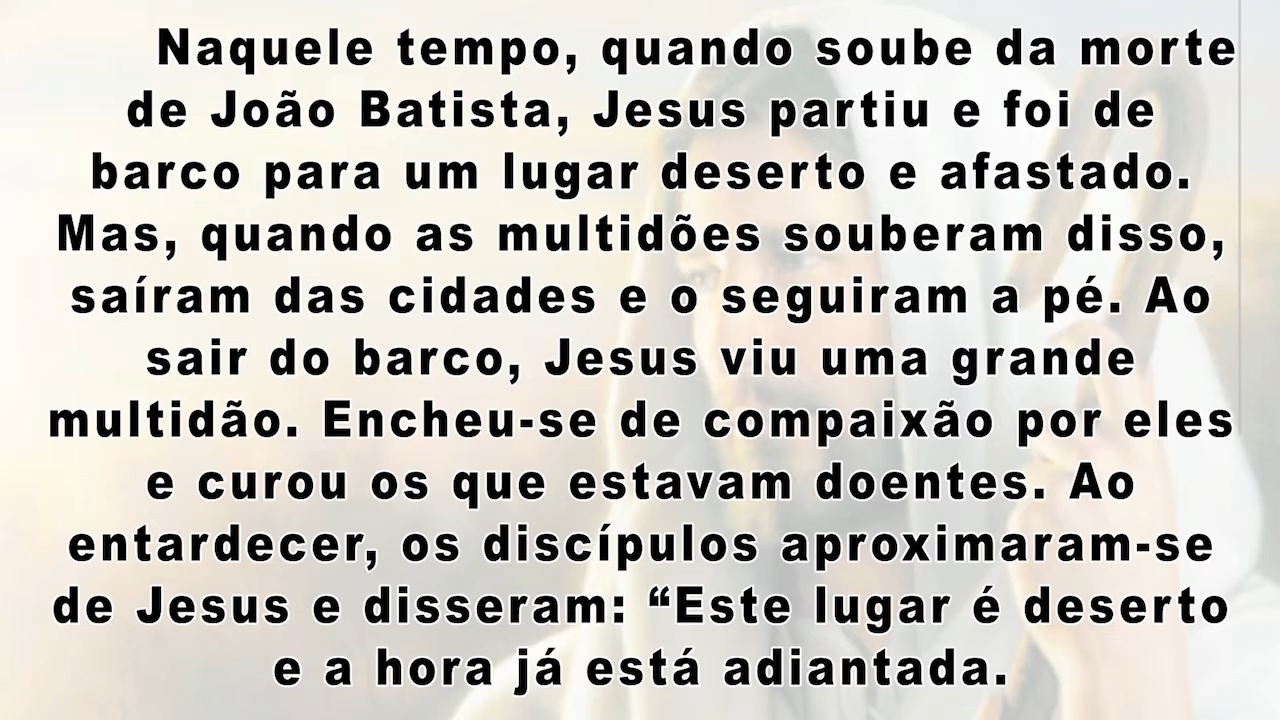 Naquele tempo, quando soube da morte
de João Batista, Jesus partiu e foi de
barco para um lugar deserto e afastado.
Mas, quando as multidões souberam disso,
saíram das cidades e o seguiram a pé. Ao
sair do barco, Jesus viu uma grande
multidão. Encheu-se de compaixão por eles
e curou os que estavam doentes. Ao
entardecer, os discípulos aproximaram-se
de Jesus e disseram: “Este lugar é deserto
e a hora já está adiantada.